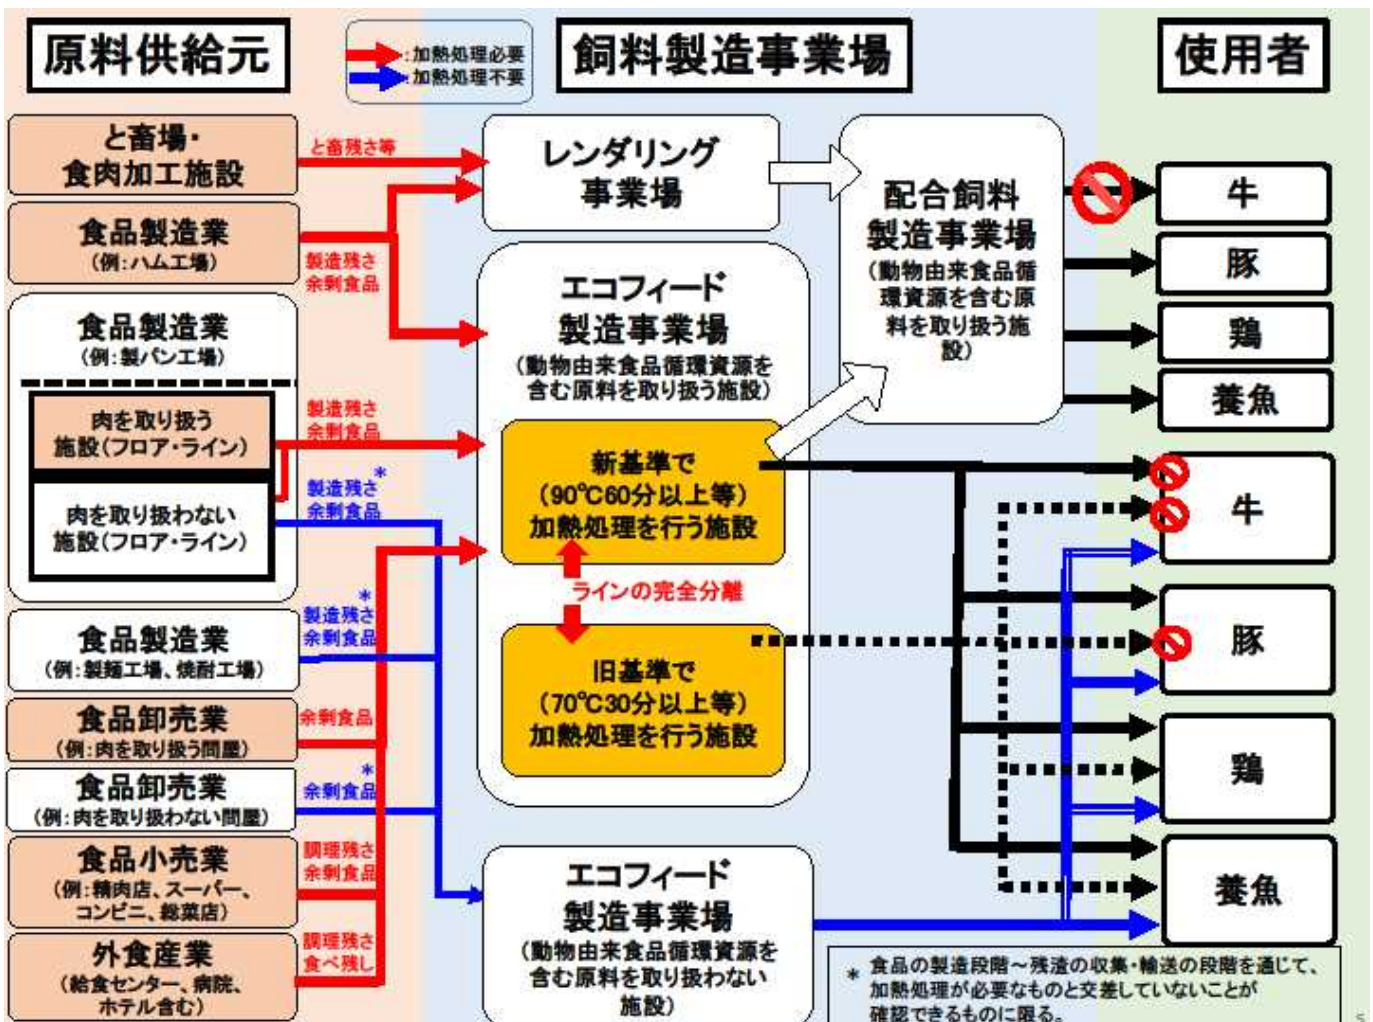 原料供給元
:加熱処理必要
:加熱処理不要
飼料製造事業場
使用者
と畜場・
食肉加工施設
と畜残さ等
食品製造業
(例:ハム工場)
製造残さ
余剰食品
食品製造業
(例:製パン工場)
肉を取り扱う
施設(フロア・ライン)
製造残さ
余剰食品
肉を取り扱わない
施設(フロア・ライン)
製造残さ*
余剰食品
食品製造業
(例:製麺工場、焼酎工場)
*
製造残さ
余剰食品
食品卸売業
(例:肉を取り扱う問屋)
余剰食品
食品卸売業
(例:肉を取り扱わない問屋)
*
余剰食品
食品小売業
(例:精肉店、スーパー、
コンビニ、総菜店)
調理残さ
余剰食品
外食産業
(給食センター、病院、
ホテル含む)
調理残さ
食べ残し
レンダリング
事業場
エコフィード
製造事業場
(動物由来食品循環資源を
含む原料を取り扱う施設)
新基準で
(90℃60分以上等)
加熱処理を行う施設
ラインの完全分離
旧基準で
(70℃30分以上等)
加熱処理を行う施設
エコフィード
製造事業場
(動物由来食品循環資源を
含む原料を取り扱わない
施設)
配合飼料
製造事業場
(動物由来食品循
環資源を含む原
料を取り扱う施
設)
牛
豚
鶏
養魚
牛
豚
鶏
養魚
* 食品の製造段階~残渣の収集・輸送の段階を通じて、
加熱処理が必要なものと交差していないことが
確認できるものに限る。
5